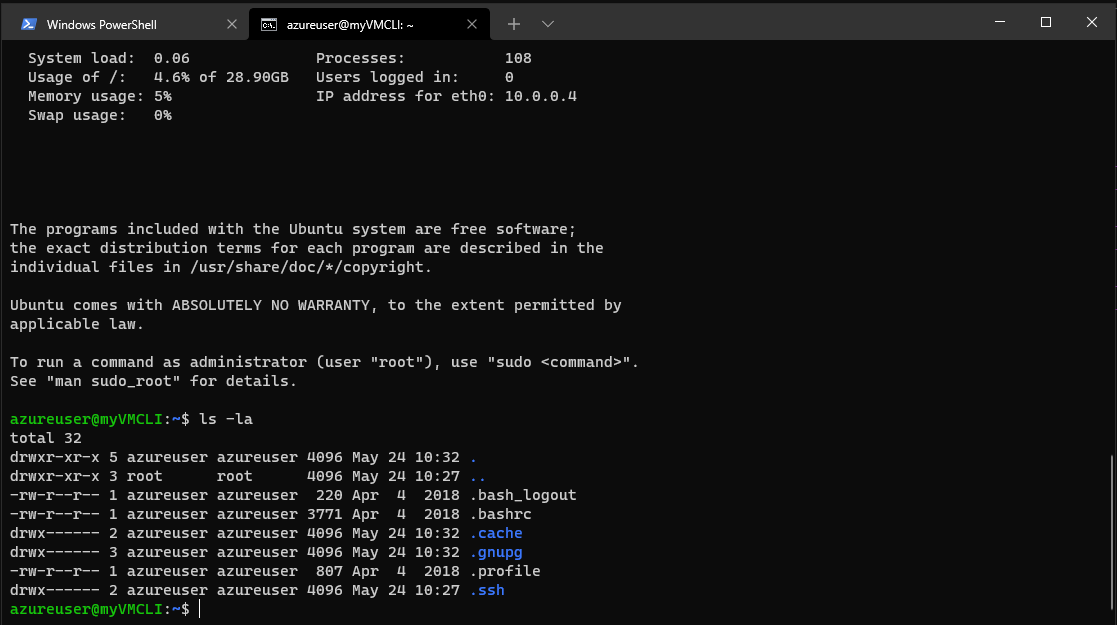 Windows PowerShell
azureuser@myVMCLI: ~
System load:  0.06              Processes:           108
Usage of /:   4.6% of 28.90GB   Users logged in:     0
Memory usage: 5%                IP address for eth0: 10.0.0.4
Swap usage:   0%
The programs included with the Ubuntu system are free software;
the exact distribution terms for each program are described in the
individual files in /usr/share/doc/*/copyright.
Ubuntu comes with ABSOLUTELY NO WARRANTY, to the extent permitted by
applicable law.
To run a command as administrator (user "root"), use "sudo <command>".
See "man sudo_root" for details.
azureuser@myVMCLI:~$ ls -la
total 32
drwxr-xr-x 5 azureuser azureuser 4096 May 24 10:32 .
drwxr-xr-x 3 root      root      4096 May 24 10:27 ..
-rw-r--r-- 1 azureuser azureuser  220 Apr  4  2018 .bash_logout
-rw-r--r-- 1 azureuser azureuser 3771 Apr  4  2018 .bashrc
drwx------ 2 azureuser azureuser 4096 May 24 10:32 .cache
drwx------ 3 azureuser azureuser 4096 May 24 10:32 .gnupg
-rw-r--r-- 1 azureuser azureuser  807 Apr  4  2018 .profile
drwx------ 2 azureuser azureuser 4096 May 24 10:27 .ssh
azureuser@myVMCLI:~$